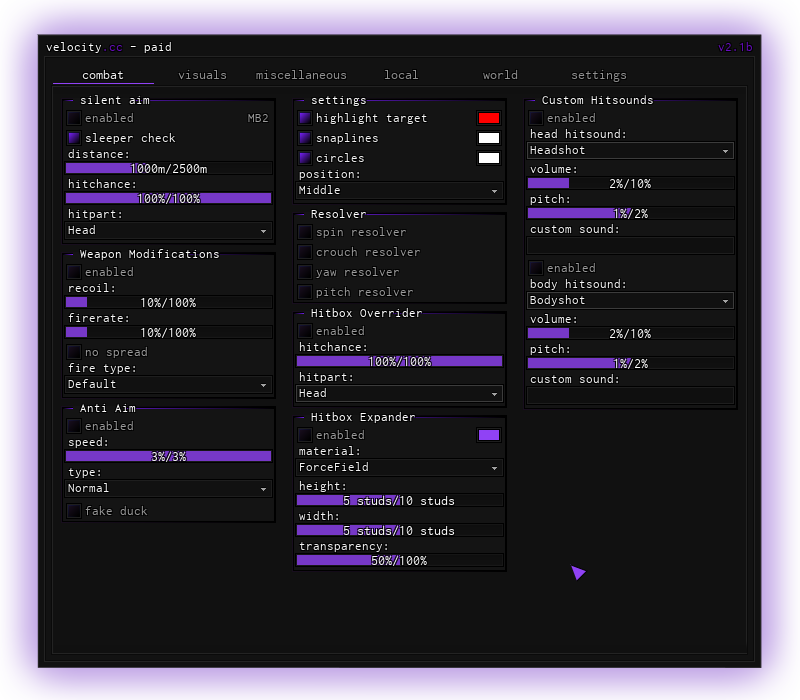 velocity.cc - paid
v2.1b
combat
visuals
miscellaneous
local
world
settings
silent aim
enabled
MB2
sleeper check
distance:
1000m/2500m
hitchance:
100%/100%
hitpart:
Head
Weapon Modifications
enabled
recoil:
10%/100%
firerate:
10%/100%
no spread
fire type:
Default
Anti Aim
enabled
speed:
3%/3%
type:
Normal
fake duck
settings
highlight target
snaplines
circles
position:
Middle
Resolver
spin resolver
crouch resolver
yaw resolver
pitch resolver
Hitbox Overrider
enabled
hitchance:
100%/100%
hitpart:
Head
Hitbox Expander
enabled
material:
ForceField
height:
5 studs/10 studs
width:
5 studs/10 studs
transparency:
50%/100%
Custom Hitsounds
enabled
head hitsound:
Headshot
volume:
2%/10%
pitch:
1%/2%
custom sound:
enabled
body hitsound:
Bodyshot
volume:
2%/10%
pitch:
1%/2%
custom sound: